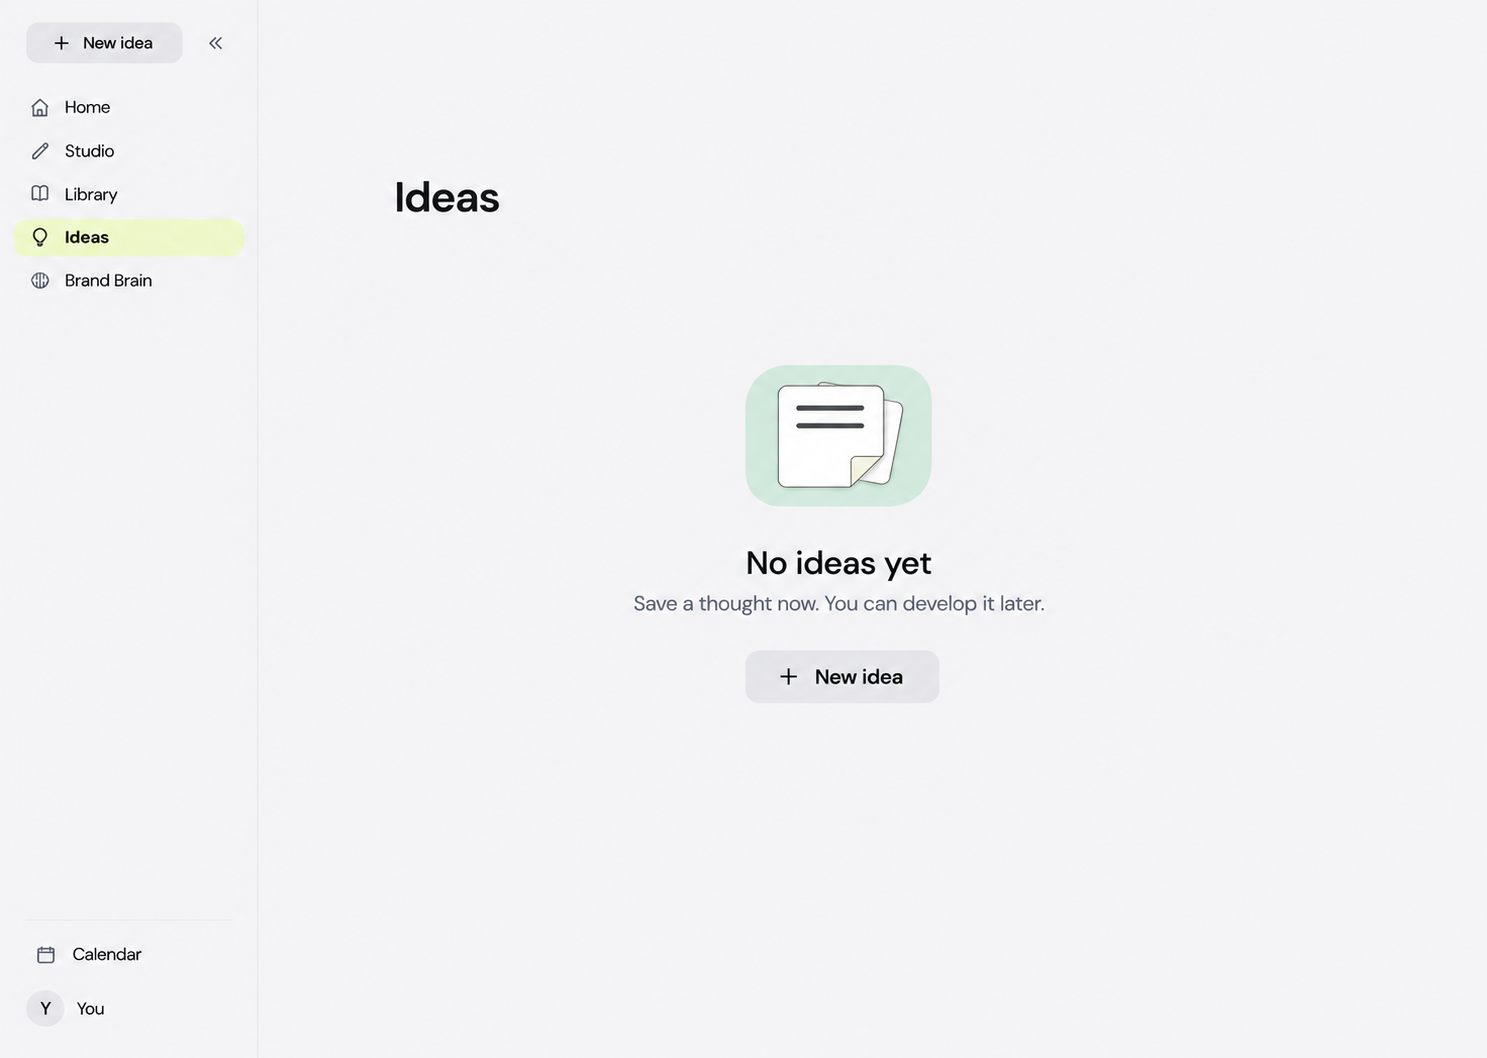 New idea
Home
Studio
Library
Ideas
Brand Brain
Calendar
Y
You
Ideas
No ideas yet
Save a thought now. You can develop it later.
New idea